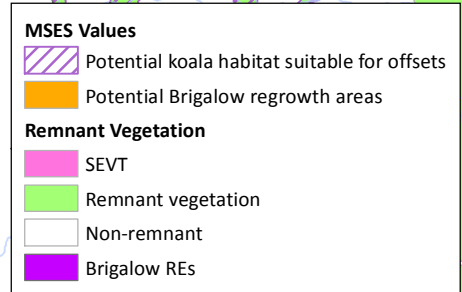 MSES Values
Potential koala habitat suitable for offsets
Potential Brigalow regrowth areas
Remnant Vegetation
SEVT
Remnant vegetation
Non-remnant
Brigalow REs